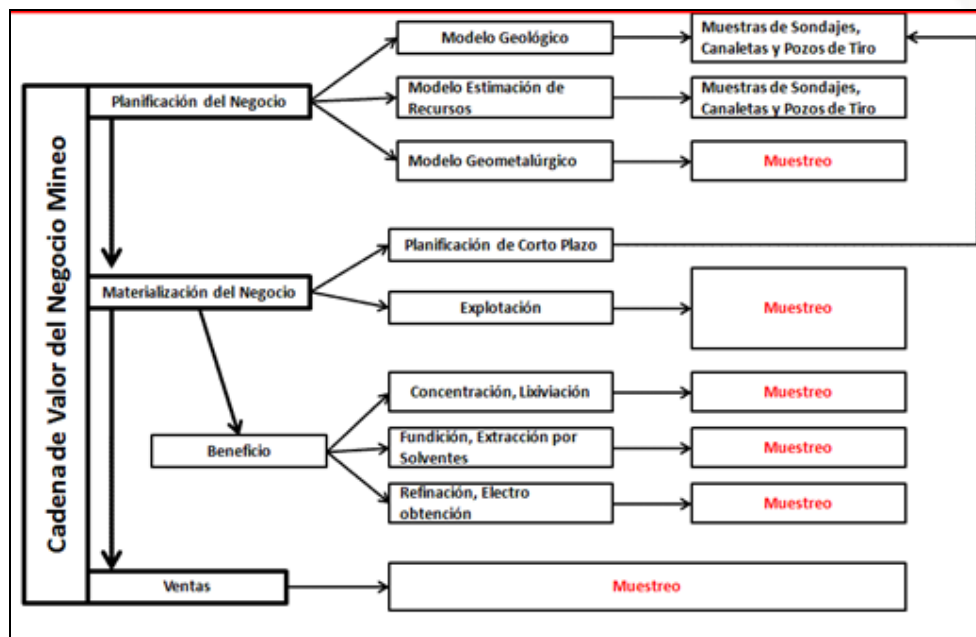 Cadena de Valor del Negocio Mineo
Planificación del Negocio
Modelo Geológico
Muestras de Sondajes,
Canaletas y Pozos de Tiro
Modelo Estimación de
Recursos
Muestras de Sondajes,
Canaletas y Pozos de Tiro
Modelo Geometalúrgico
Muestreo
Materialización del Negocio
Planificación de Corto Plazo
Explotación
Muestreo
Beneficio
Concentración, Lixiviación
Muestreo
Fundición, Extracción por
Solventes
Muestreo
Refinación, Electro
obtención
Muestreo
Ventas
Muestreo